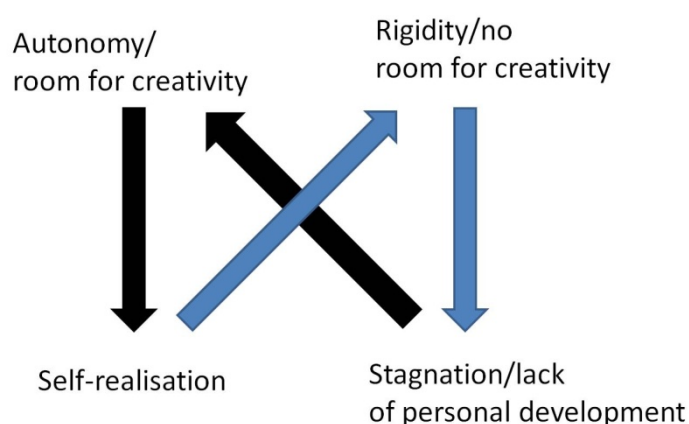 Autonomy/
room for creativity
Rigidity/no
room for creativity
Self-realisation
Stagnation/lack
of personal development